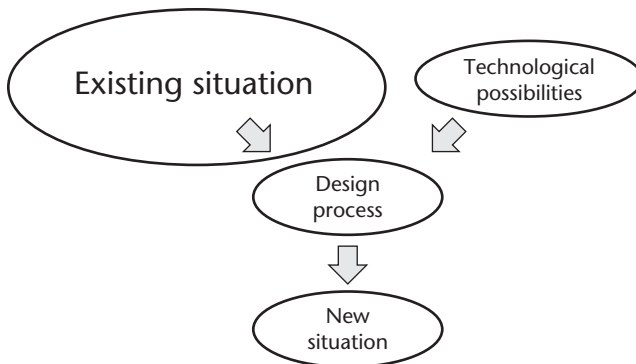 Existing situation
Technological
possibilities
Design
process
New
situation